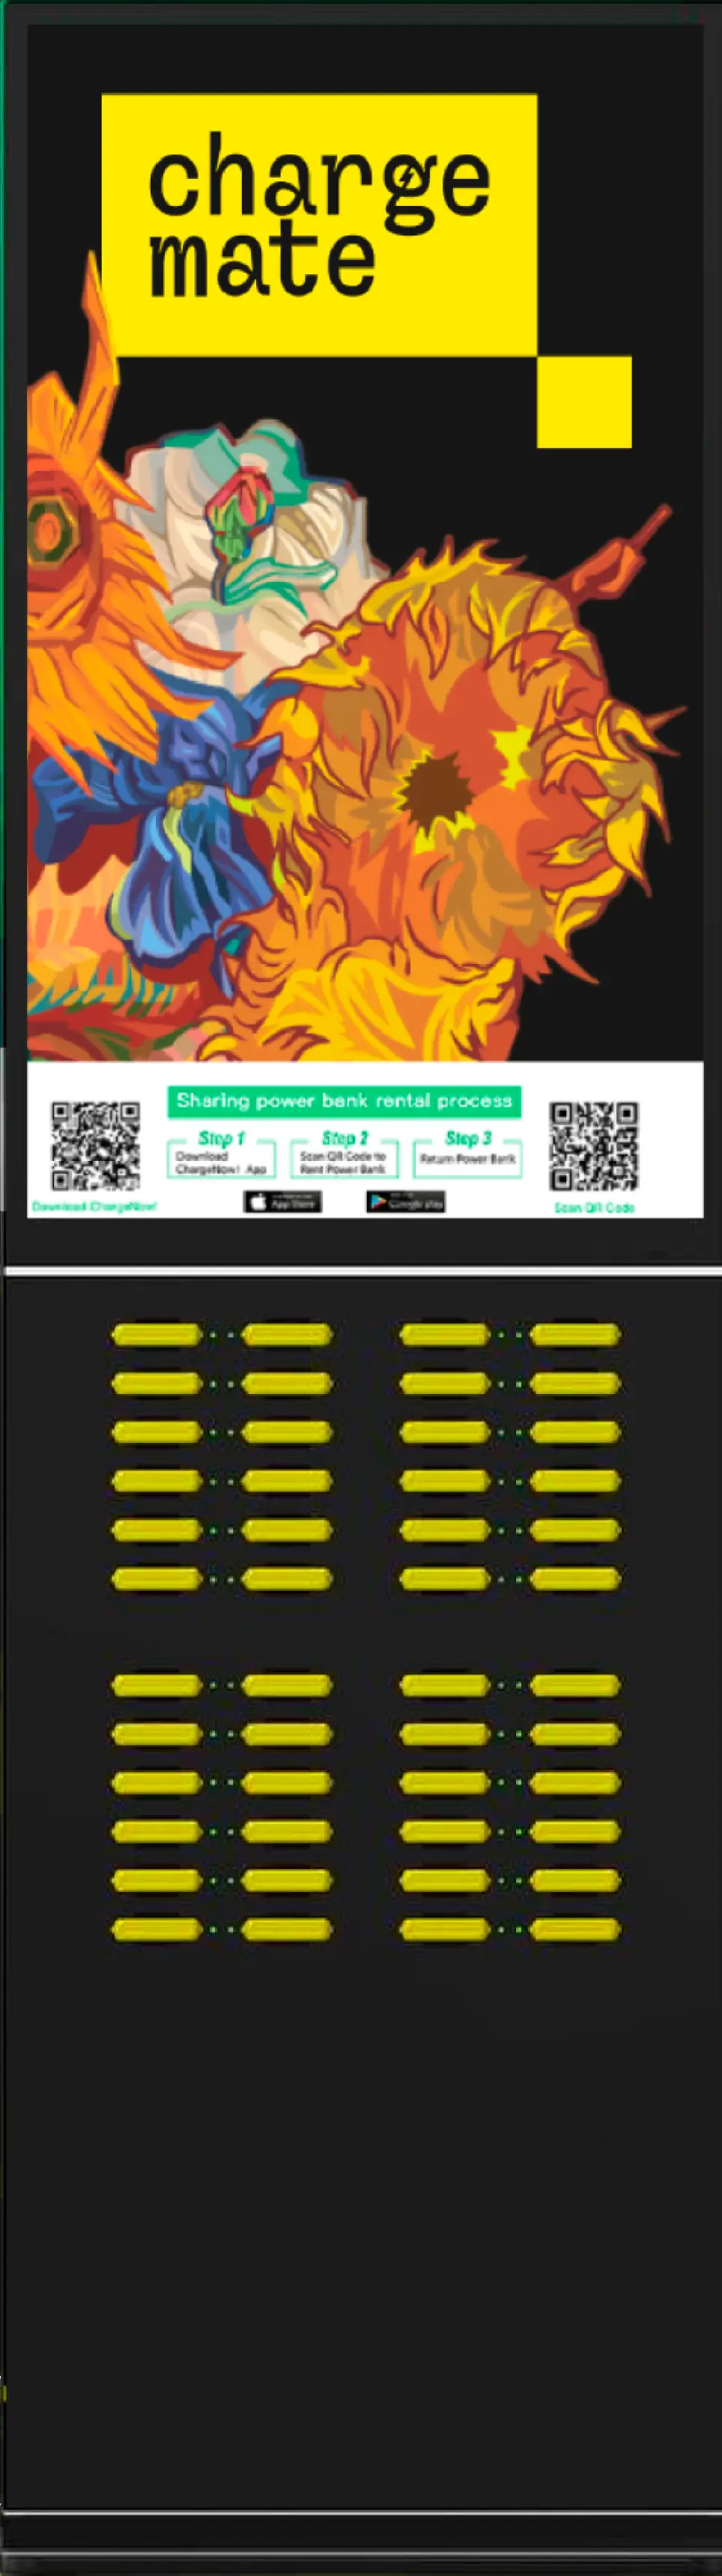 charge
mate
Sharing power bank rental process
Step 1
Download
ChargeNow! App
Step 2
Scan QR Code to
Rent Power Bank
Step 3
Return Power Bank
App Store
Google play
Download ChargeNow!
Scan QR Code